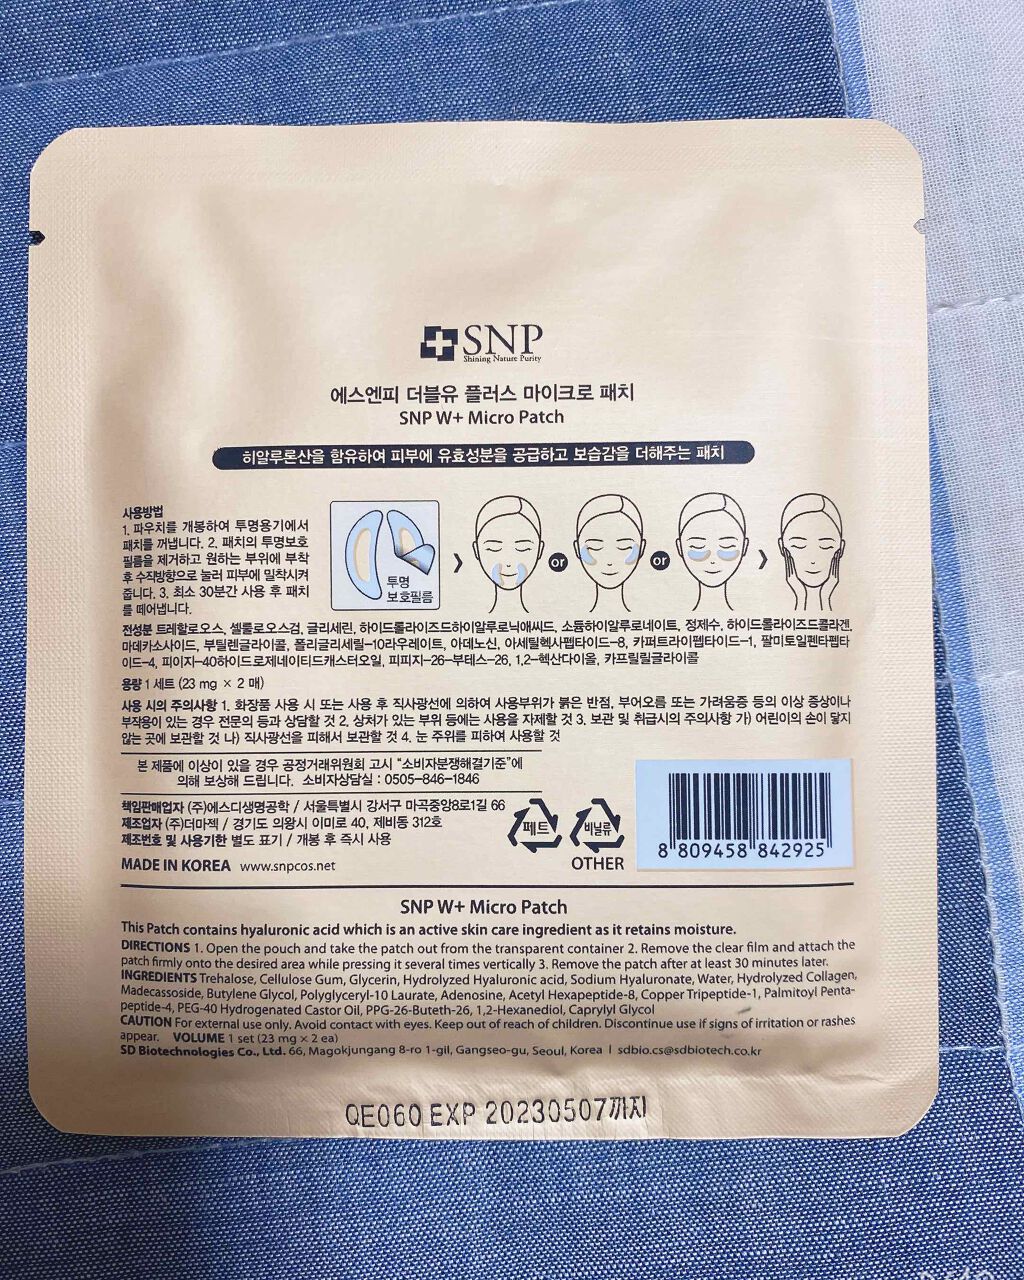 SNP
Shining Nature Purity
에스엔피 더블유 플러스 마이크로 패치
SNP W+ Micro Patch
히알루론산을 함유하여 피부에 유효성분을 공급하고 보습감을 더해주는 패치
사용방법
1. 파우치를 개봉하여 투명용기에서
패치를 꺼냅니다. 2. 패치의 투명보호
필름을 제거하고 원하는 부위에 부착
후 수직방향으로 눌러 피부에 밀착시켜
줍니다. 3. 최소 30분간 사용 후 패치
를 떼어냅니다.
투명
보호필름
or
or
전성분 트레할로오스, 셀룰로오스검, 글리세린, 하이드롤라이즈드하이알루로닉애씨드, 소듐하이알루로네이트, 정제수, 하이드롤라이즈드콜라겐,
마데카소사이드, 부틸렌글라이콜, 폴리글리세릴-10라우레이트, 아데노신, 아세틸헥사펩타이드-8, 카퍼트라이펩타이드-1, 팔미토일펜타펩타
이드-4, 피이지-40하이드로제네이티드캐스터오일, 피피지-26-부테스-26, 1,2-헥산다이올, 카프릴릴글라이콜
용량 1 세트 (23 mg × 2 매)
사용 시의 주의사항 1. 화장품 사용 시 또는 사용 후 직사광선에 의하여 사용부위가 붉은 반점, 부어오름 또는 가려움증 등의 이상 증상이나
부작용이 있는 경우 전문의 등과 상담할 것 2. 상처가 있는 부위 등에는 사용을 자제할 것 3. 보관 및 취급시의 주의사항 가) 어린이의 손이 닿지
않는 곳에 보관할 것 나) 직사광선을 피해서 보관할 것 4. 눈 주위를 피하여 사용할 것
본 제품에 이상이 있을 경우 공정거래위원회 고시 “소비자분쟁해결기준”에
의해 보상해 드립니다. 소비자상담실 : 0505-846-1846
책임판매업자 (주)에스디생명공학 / 서울특별시 강서구 마곡중앙8로1길 66
제조업자 (주)더마젝 / 경기도 의왕시 이미로 40, 제비동 312호
제조번호 및 사용기한 별도 표기 / 개봉 후 즉시 사용
MADE IN KOREA www.snpcos.net
페트
비닐류
OTHER
8 809458 842925
SNP W+ Micro Patch
This Patch contains hyaluronic acid which is an active skin care ingredient as it retains moisture.
DIRECTIONS 1. Open the pouch and take the patch out from the transparent container 2. Remove the clear film and attach the
patch firmly onto the desired area while pressing it several times vertically 3. Remove the patch after at least 30 minutes later.
INGREDIENTS Trehalose, Cellulose Gum, Glycerin, Hydrolyzed Hyaluronic acid, Sodium Hyaluronate, Water, Hydrolyzed Collagen,
Madecassoside, Butylene Glycol, Polyglyceryl-10 Laurate, Adenosine, Acetyl Hexapeptide-8, Copper Tripeptide-1, Palmitoyl Penta-
peptide-4, PEG-40 Hydrogenated Castor Oil, PPG-26-Buteth-26, 1,2-Hexanediol, Caprylyl Glycol
CAUTION For external use only. Avoid contact with eyes. Keep out of reach of children. Discontinue use if signs of irritation or rashes
appear. VOLUME 1 set (23 mg × 2 ea)
SD Biotechnologies Co., Ltd. 66, Magokjungang 8-ro 1-gil, Gangseo-gu, Seoul, Korea | sdbio.cs@sdbiotech.co.kr
QE060 EXP 20230507까지